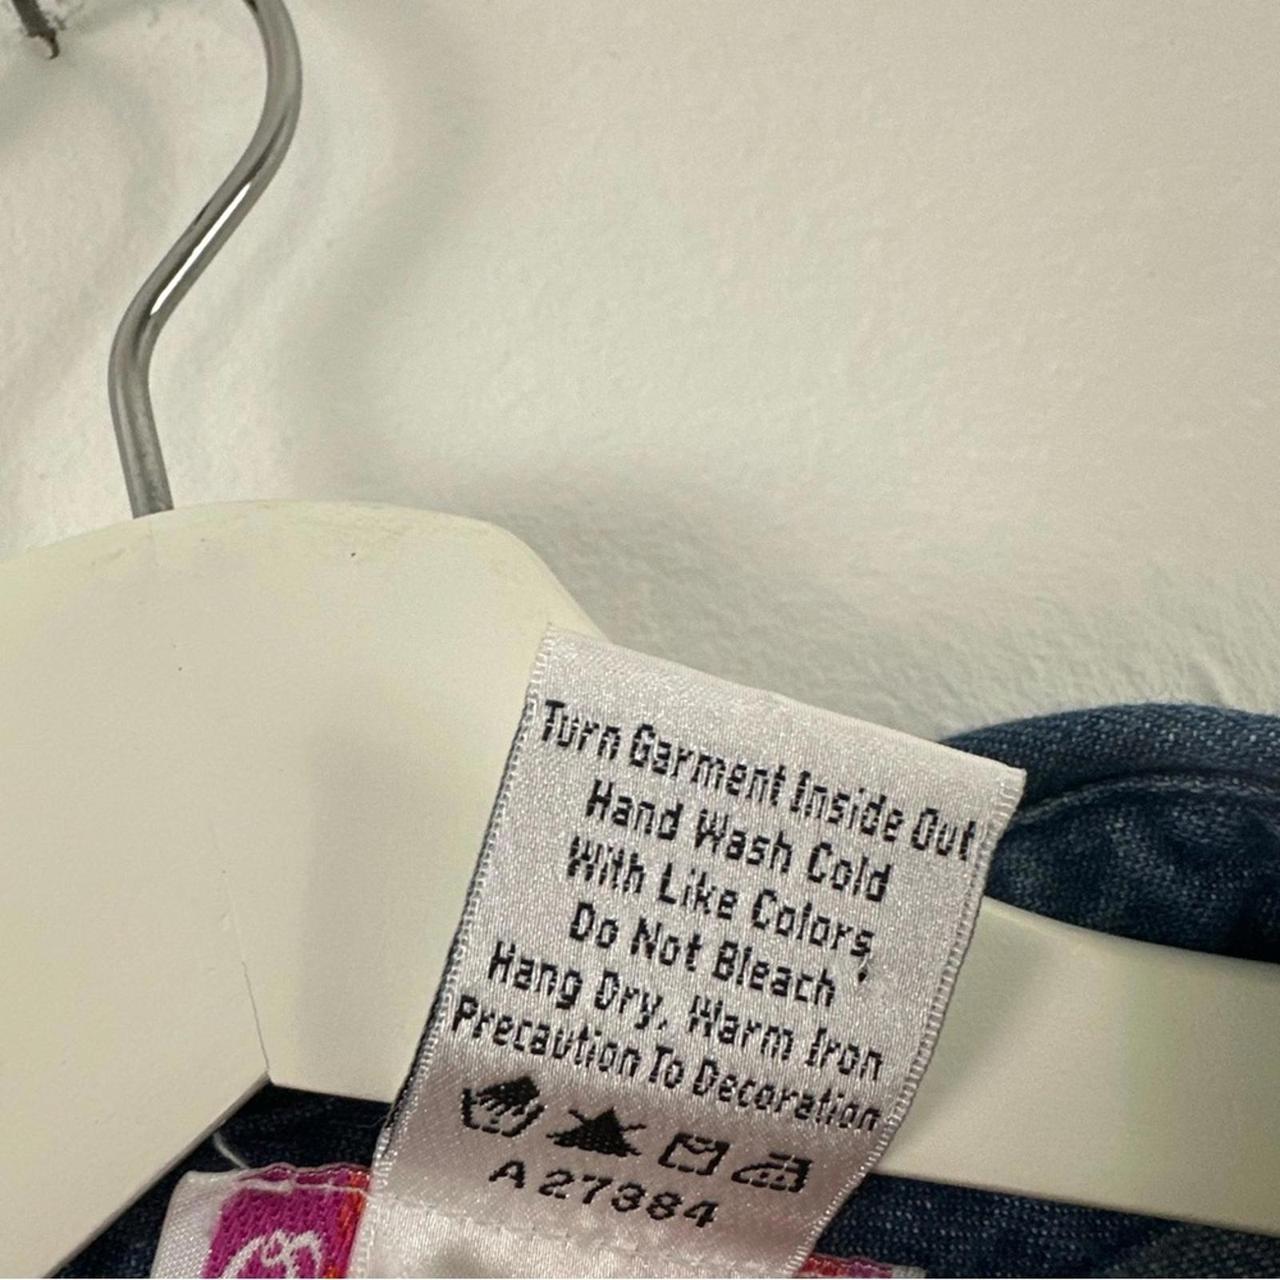 Turn Garment Inside Out
Hand Wash Cold
With Like Colors
Do Not Bleach
Hang Dry, Warm Iron
Precaution To Decoration
A 27384